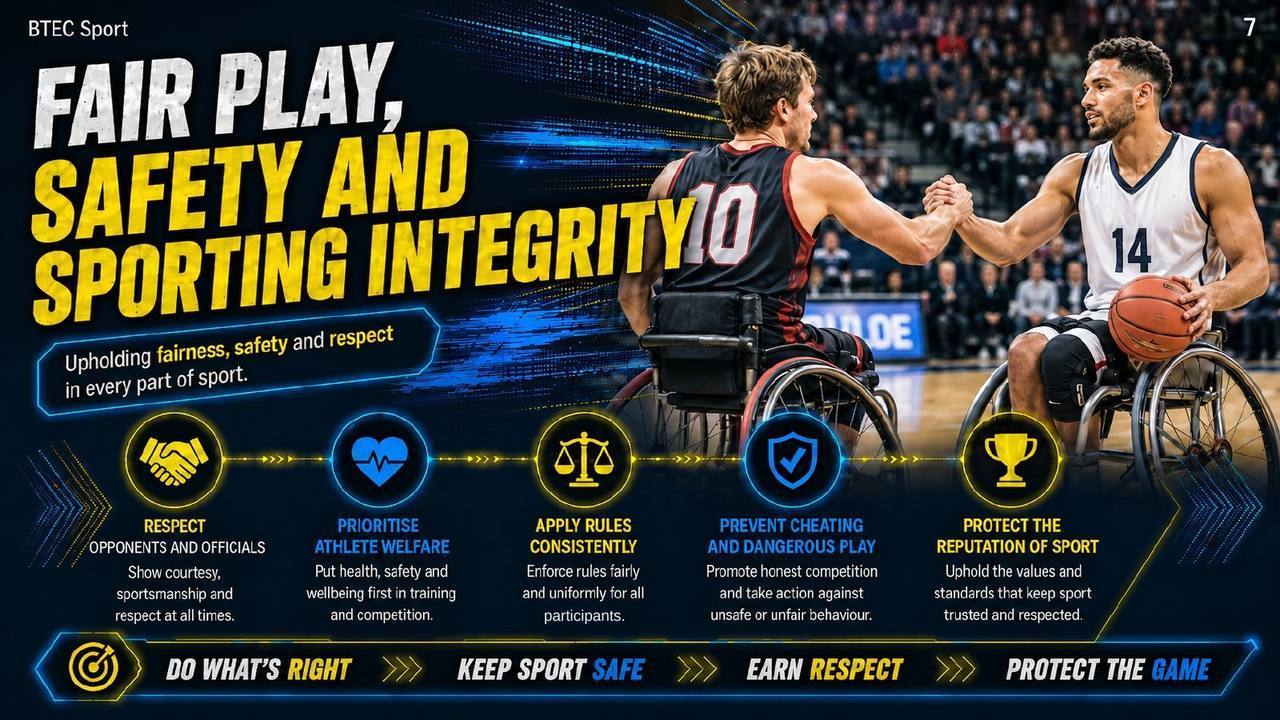 BTEC Sport
7
FAIR PLAY,
SAFETY AND
SPORTING INTEGRITY
Upholding fairness, safety and respect
in every part of sport.
10
14
RESPECT
OPPONENTS AND OFFICIALS
Show courtesy,
sportsmanship and
respect at all times.
PRIORITISE
ATHLETE WELFARE
Put health, safety and
wellbeing first in training
and competition.
APPLY RULES
CONSISTENTLY
Enforce rules fairly
and uniformly for all
participants.
PREVENT CHEATING
AND DANGEROUS PLAY
Promote honest competition
and take action against
unsafe or unfair behaviour.
PROTECT THE
REPUTATION OF SPORT
Uphold the values and
standards that keep sport
trusted and respected.
DO WHAT'S RIGHT
KEEP SPORT SAFE
EARN RESPECT
PROTECT THE GAME